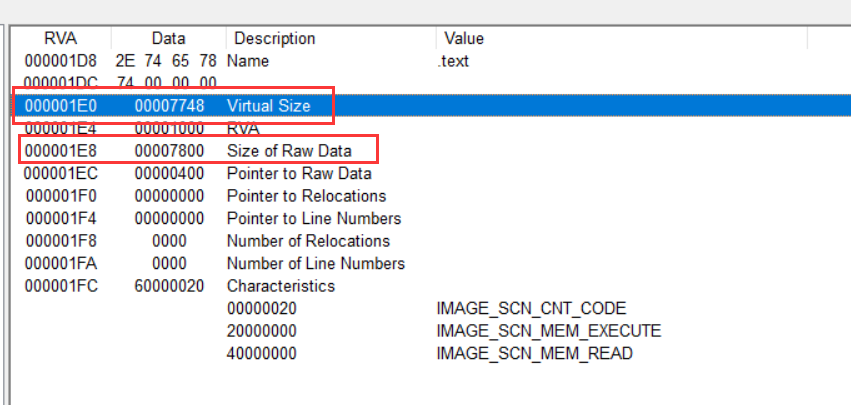 RVA Data Description Value
000001D8 2E 74 65 78 Name .text
000001DC 74 00 00 00
000001E0 00007748 Virtual Size
000001E4 00001000 RVA
000001E8 00007800 Size of Raw Data
000001EC 00000400 Pointer to Raw Data
000001F0 00000000 Pointer to Relocations
000001F4 00000000 Pointer to Line Numbers
000001F8 0000 Number of Relocations
000001FA 0000 Number of Line Numbers
000001FC 60000020 Characteristics
00000020 IMAGE_SCN_CNT_CODE
20000000 IMAGE_SCN_MEM_EXECUTE
40000000 IMAGE_SCN_MEM_READ